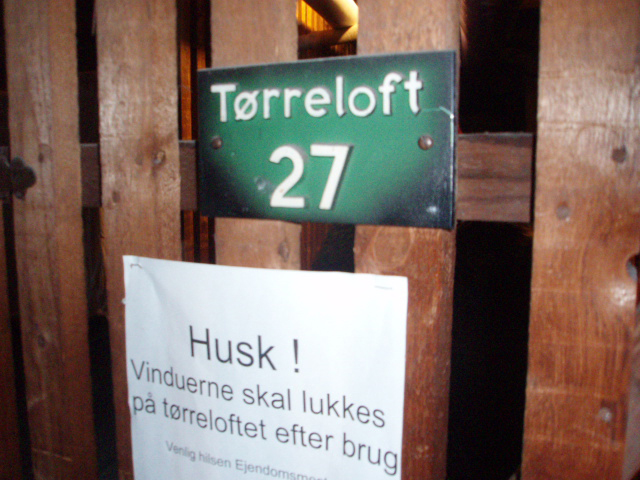 Tørreloft
27
Husk !
Vinduerne skal lukkes
på tørreloftet efter brug
Venlig hilsen